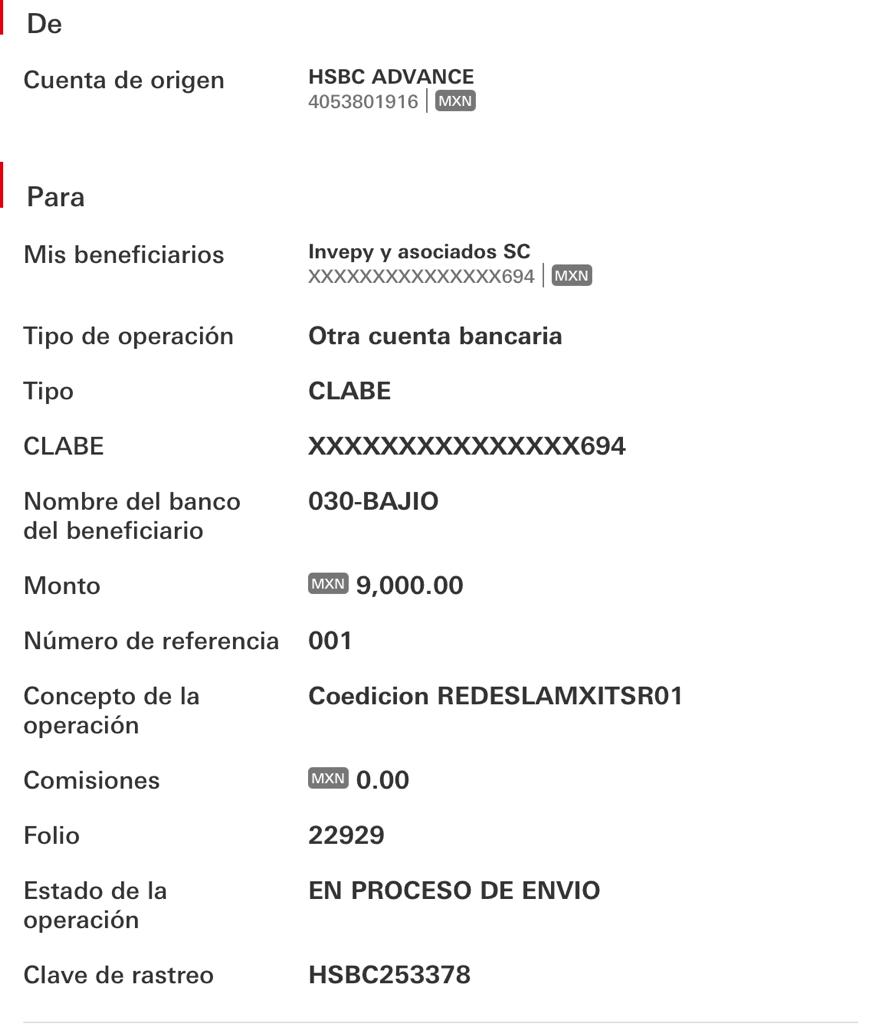 De
Cuenta de origen
HSBC ADVANCE
4053801916 | MXN
Para
Mis beneficiarios
Invepy y asociados SC
XXXXXXXXXXXXXXX694 | MXN
Tipo de operación
Otra cuenta bancaria
Tipo
CLABE
CLABE
XXXXXXXXXXXXXXX694
Nombre del banco
del beneficiario
030-BAJIO
Monto
MXN 9,000.00
Número de referencia
001
Concepto de la
operación
Coedicion REDESLAMXITSR01
Comisiones
MXN 0.00
Folio
22929
Estado de la
operación
EN PROCESO DE ENVIO
Clave de rastreo
HSBC253378